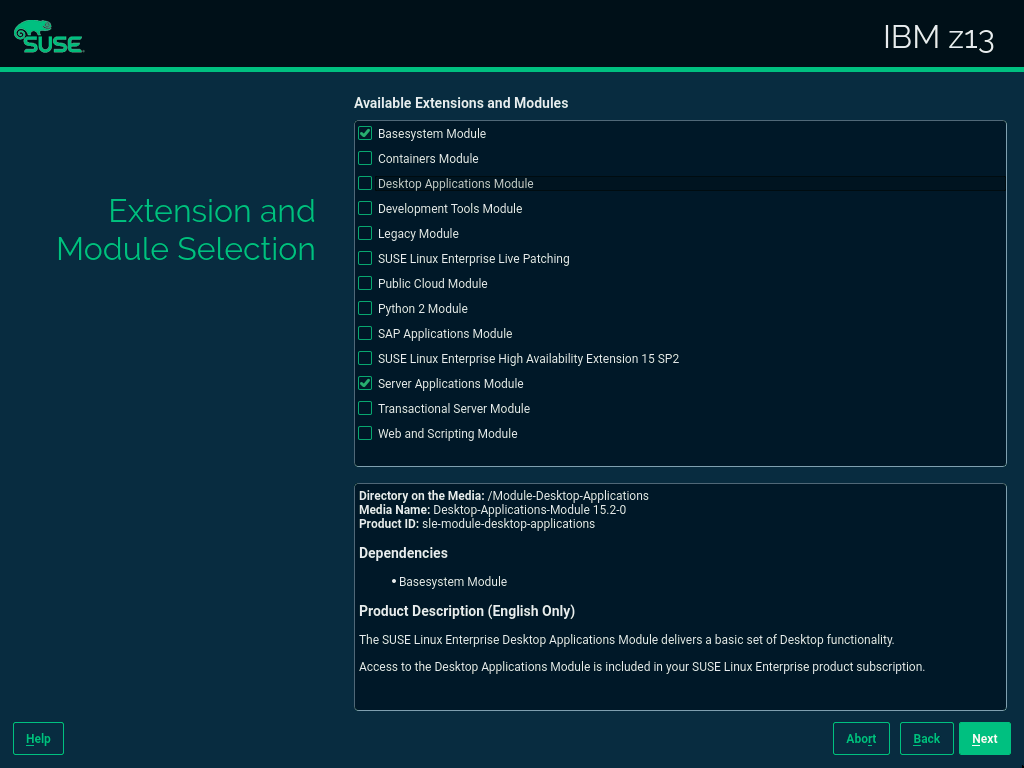 SUSE
IBM z13
Extension and
Module Selection
Available Extensions and Modules
Basesystem Module
Containers Module
Desktop Applications Module
Development Tools Module
Legacy Module
SUSE Linux Enterprise Live Patching
Public Cloud Module
Python 2 Module
SAP Applications Module
SUSE Linux Enterprise High Availability Extension 15 SP2
Server Applications Module
Transactional Server Module
Web and Scripting Module
Directory on the Media: /Module-Desktop-Applications
Media Name: Desktop-Applications-Module 15.2-0
Product ID: sle-module-desktop-applications
Dependencies
• Basesystem Module
Product Description (English Only)
The SUSE Linux Enterprise Desktop Applications Module delivers a basic set of Desktop functionality.
Access to the Desktop Applications Module is included in your SUSE Linux Enterprise product subscription.
Help
Abort
Back
Next